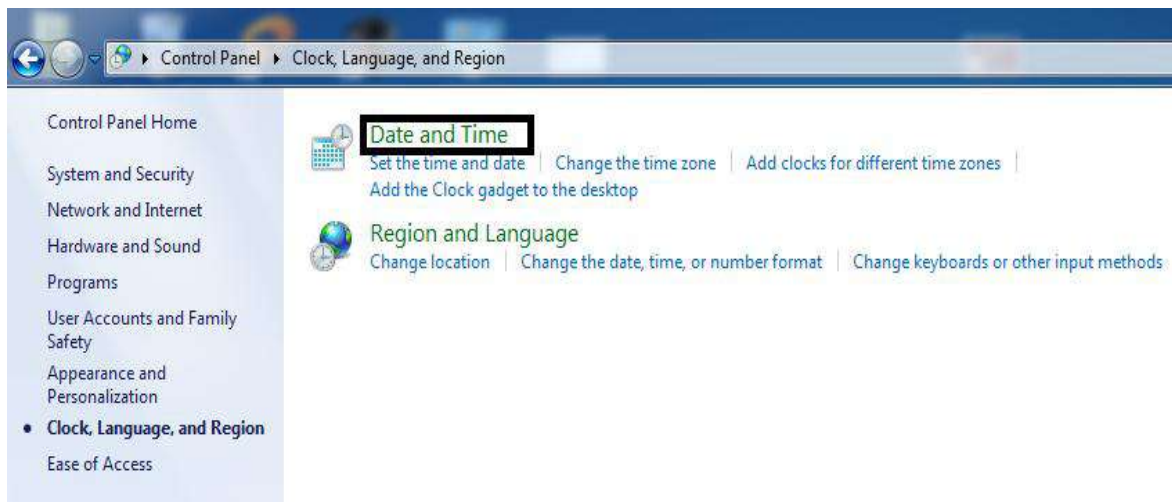 Control Panel ▸ Clock, Language, and Region
Control Panel Home
System and Security
Network and Internet
Hardware and Sound
Programs
User Accounts and Family
Safety
Appearance and
Personalization
Clock, Language, and Region
Ease of Access
Date and Time
Set the time and date | Change the time zone | Add clocks for different time zones |
Add the Clock gadget to the desktop
Region and Language
Change location | Change the date, time, or number format | Change keyboards or other input methods